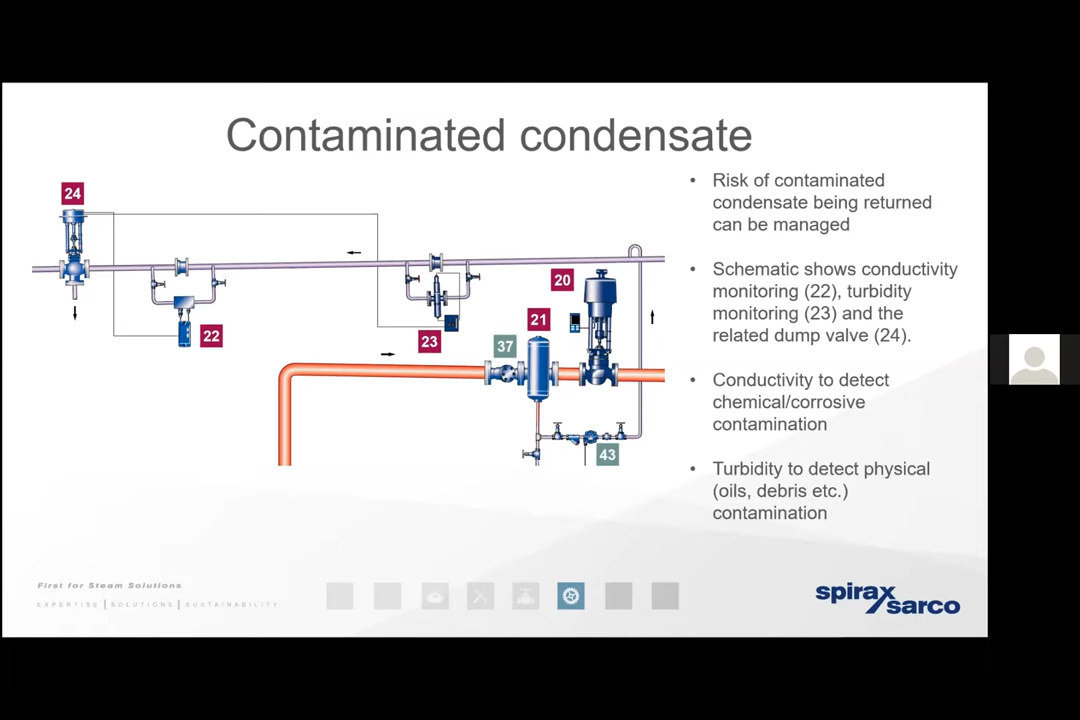 Contaminated condensate
24
20
21
37
23
22
43
• Risk of contaminated
condensate being returned
can be managed
• Schematic shows conductivity
monitoring (22), turbidity
monitoring (23) and the
related dump valve (24).
• Conductivity to detect
chemical/corrosive
contamination
• Turbidity to detect physical
(oils, debris etc.)
contamination
First for Steam Solutions
EXPERTISE | SOLUTIONS | SUSTAINABILITY
spirax
sarco